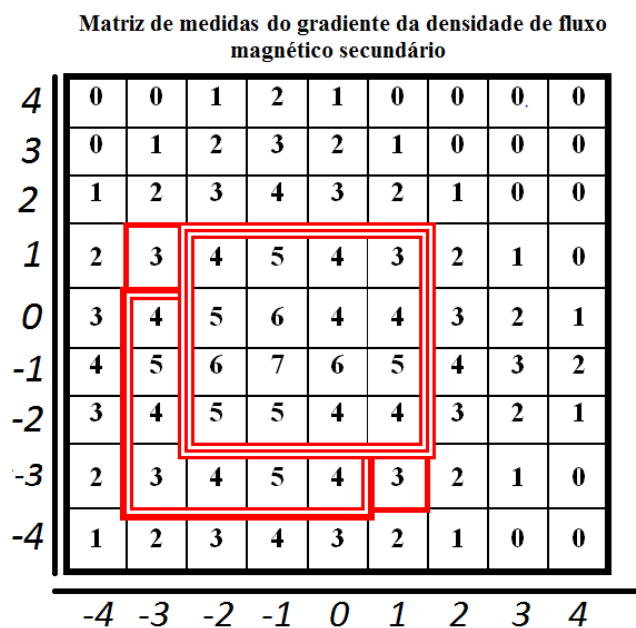 Matriz de medidas do gradiente da densidade de fluxo
magnético secundário
4 0 0 1 2 1 0 0 0 0
3 0 1 2 3 2 1 0 0 0
2 1 2 3 4 3 2 1 0 0
1 2 3 4 5 4 3 2 1 0
0 3 4 5 6 4 4 3 2 1
-1 4 5 6 7 6 5 4 3 2
-2 3 4 5 5 4 4 3 2 1
-3 2 3 4 5 4 3 2 1 0
-4 1 2 3 4 3 2 1 0 0
-4 -3 -2 -1 0 1 2 3 4